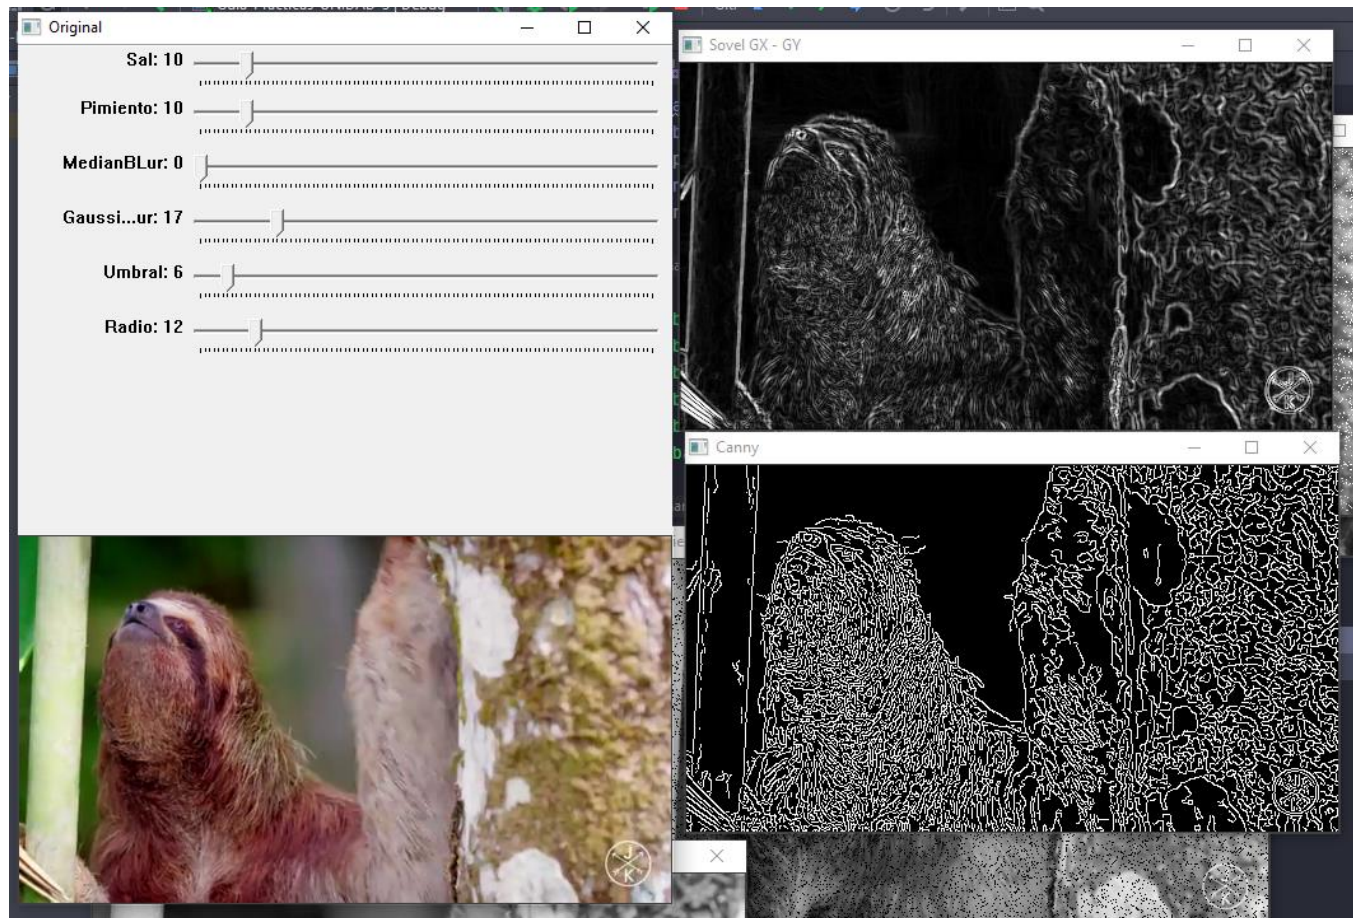 Original
Sal: 10
Pimiento: 10
MedianBLur: 0
Gaussi...ur: 17
Umbral: 6
Radio: 12
Sovel GX - GY
Canny
J
K